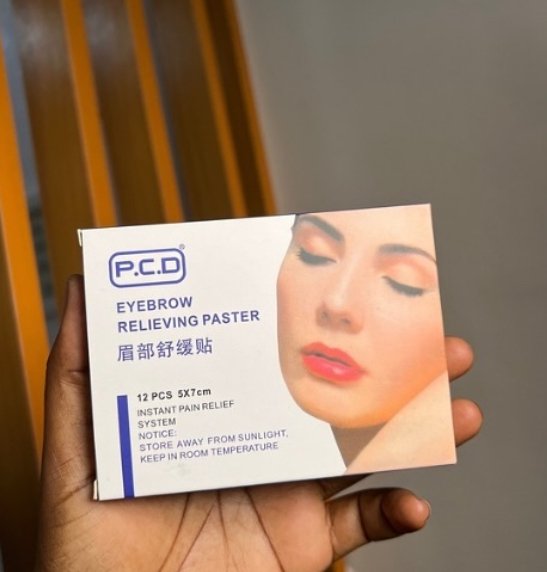 P.C.D®
EYEBROW
RELIEVING PASTER
眉部舒缓贴
12 PCS 5X7cm
INSTANT PAIN RELIEF
SYSTEM
NOTICE:
STORE AWAY FROM SUNLIGHT,
KEEP IN ROOM TEMPERATURE